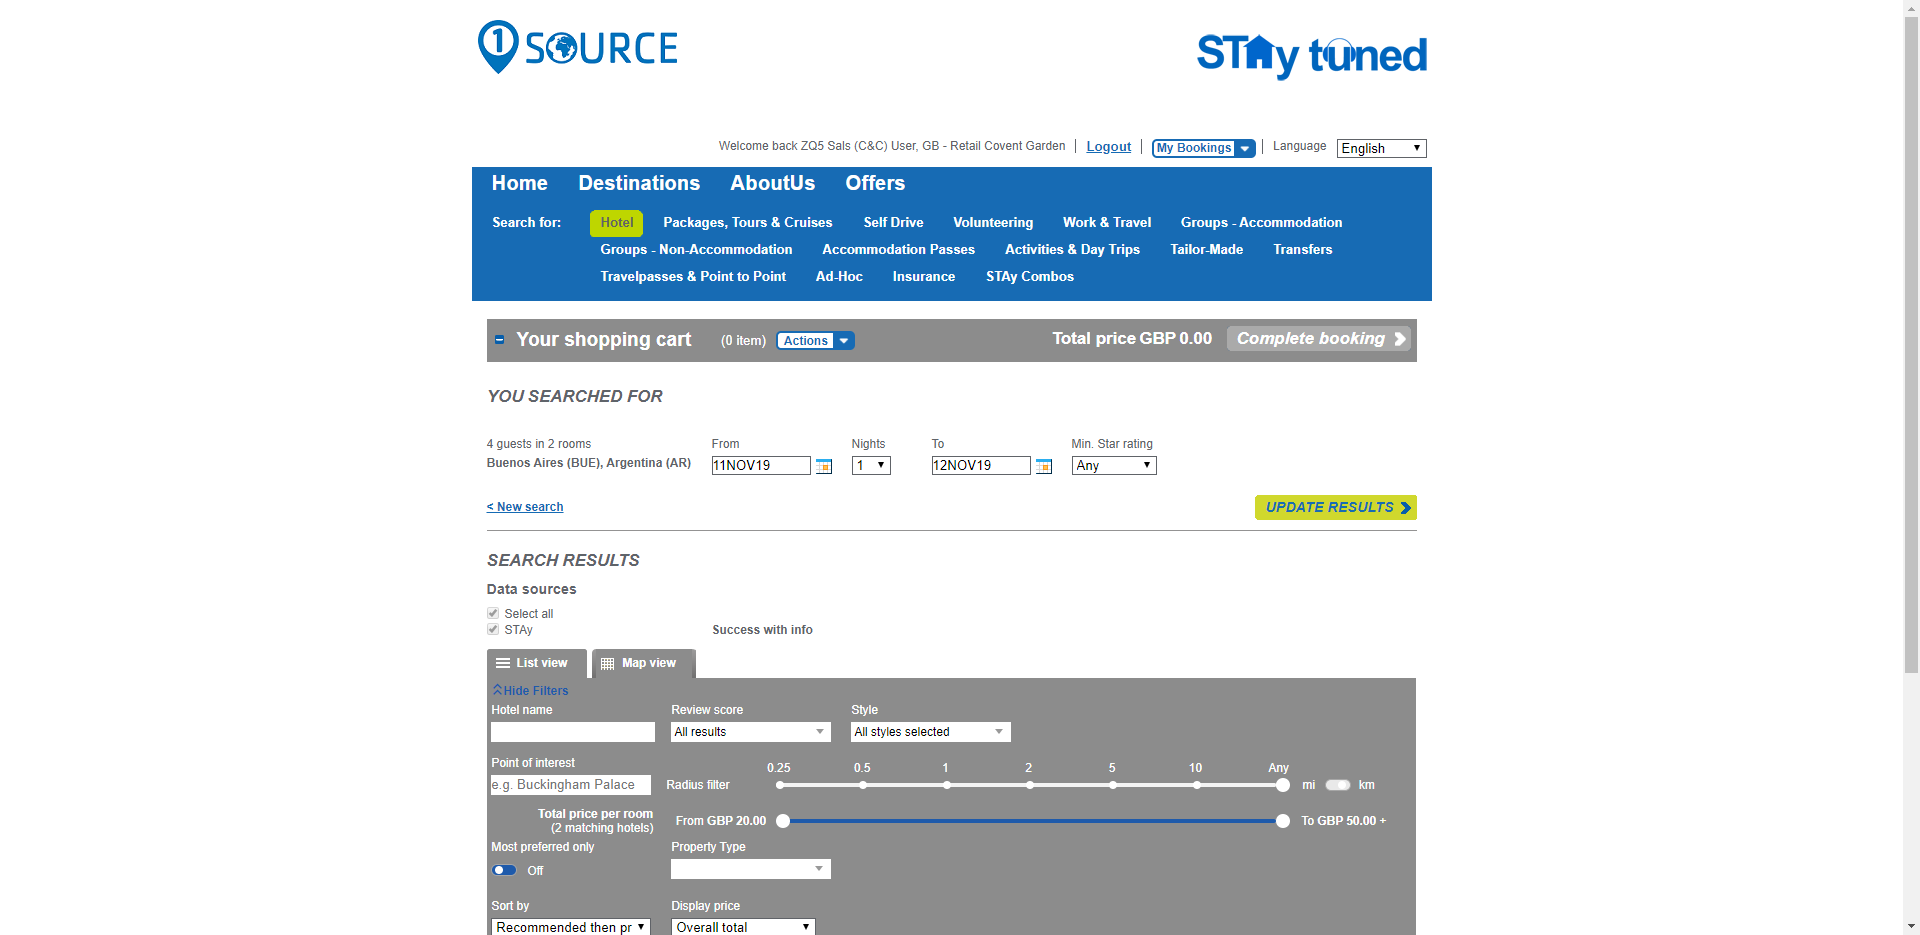 1 SOURCE
STAy tuned
Welcome back ZQ5 Sals (C&C) User, GB - Retail Covent Garden Logout My Bookings Language English
Home Destinations AboutUs Offers
Search for: Hotel Packages, Tours & Cruises Self Drive Volunteering Work & Travel Groups - Accommodation
Groups - Non-Accommodation Accommodation Passes Activities & Day Trips Tailor-Made Transfers
Travelpasses & Point to Point Ad-Hoc Insurance STAy Combos
Your shopping cart (0 item) Actions Total price GBP 0.00 Complete booking
YOU SEARCHED FOR
4 guests in 2 rooms From Nights To Min. Star rating
Buenos Aires (BUE), Argentina (AR) 11NOV19 1 12NOV19 Any
< New search UPDATE RESULTS
SEARCH RESULTS
Data sources
Select all
STAy Success with info
List view Map view
Hide Filters
Hotel name Review score Style
All results All styles selected
Point of interest 0.25 0.5 1 2 5 10 Any
e.g. Buckingham Palace Radius filter mi km
Total price per room
(2 matching hotels) From GBP 20.00 To GBP 50.00 +
Most preferred only Property Type
Off
Sort by Display price
Recommended then pr Overall total